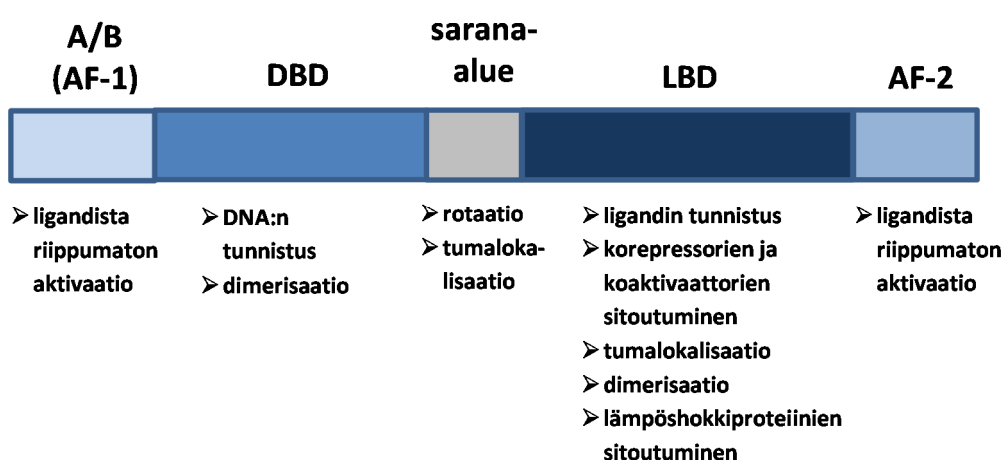 A/B
(AF-1)
DBD
sarana-
alue
LBD
AF-2
➢ ligandista
riippumaton
aktivaatio
➢ DNA:n
tunnistus
➢ dimerisaatio
➢ rotaatio
➢ tumaloka-
lisaatio
➢ ligandin tunnistus
➢ korepressorien ja
koaktivaattorien
sitoutuminen
➢ tumalokalisaatio
➢ dimerisaatio
➢ lämpöshokkiproteiinien
sitoutuminen
➢ ligandista
riippumaton
aktivaatio